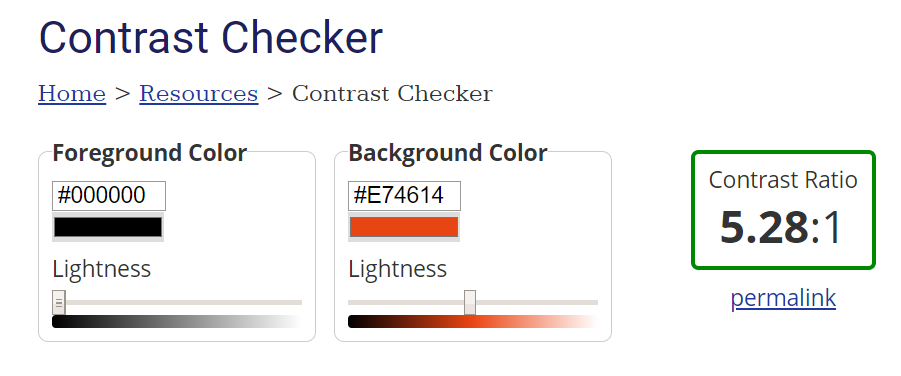 Contrast Checker
Home > Resources > Contrast Checker
Foreground Color
#000000
Lightness
Background Color
#E74614
Lightness
Contrast Ratio
5.28:1
permalink